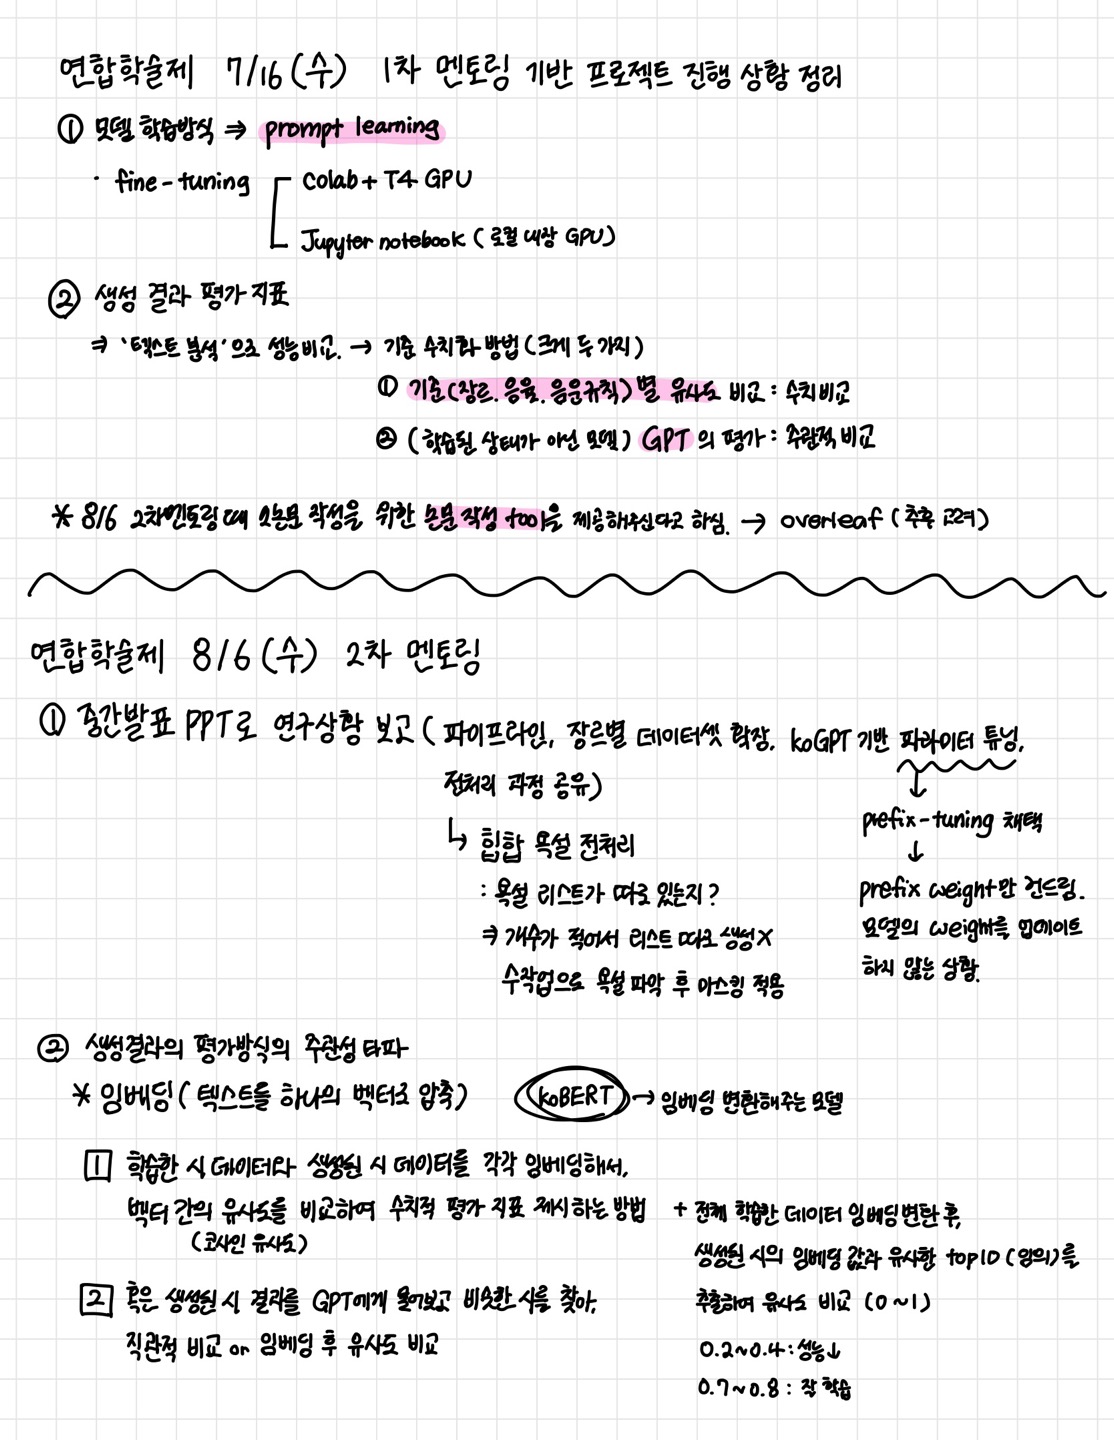 연합학술제 7/16(수) 1차 멘토링 기반 프로젝트 진행 상황 정리
① 모델 학습방식 ⇒ prompt learning
· fine-tuning
colab + T4 GPU
Jupyter notebook (로컬 내장 GPU)
② 생성 결과 평가 지표
⇒ '텍스트 분석'으로 성능비교. → 기준 수치화 방법 (크게 두 가지)
① 기준(장르, 음율, 음운규칙)별 유사도 비교 : 수치비교
② (학습된 상태가 아닌 모델) GPT의 평가 : 주관적 비교
* 8/6 2차멘토링 때 소논문 작성을 위한 논문 작성 tool을 제공해주신다고 하심. → overleaf (추후 고려)
연합학술제 8/6(수) 2차 멘토링
① 중간발표 PPT로 연구상황 보고 (파이프라인, 장르별 데이터셋 확장, koGPT 기반 파라미터 튜닝,
전처리 과정 공유)
↳ 힙합 욕설 전처리
: 욕설 리스트가 따로 있는지?
⇒ 개수가 적어서 리스트 따로 생성 X
수작업으로 욕설 파악 후 마스킹 적용
↓
prefix-tuning 채택
↓
prefix weight만 건드림.
모델의 weight를 업데이트
하지 않는 상황.
② 생성결과의 평가방식의 주관성 타파
* 임베딩 (텍스트를 하나의 벡터로 압축) koBERT → 임베딩 변환해주는 모델
1 학습한 시 데이터와 생성된 시 데이터를 각각 임베딩해서,
벡터 간의 유사도를 비교하여 수치적 평가 지표 제시하는 방법
(코사인 유사도)
+ 전체 학습한 데이터 임베딩 변환 후,
생성된 시의 임베딩 값과 유사한 top10 (임의)를
추출하여 유사도 비교 (0~1)
0.2~0.4 : 성능↓
0.7~0.8 : 잘 학습
2 혹은 생성된 시 결과를 GPT에게 물어보고 비슷한 시를 찾아,
직관적 비교 or 임베딩 후 유사도 비교